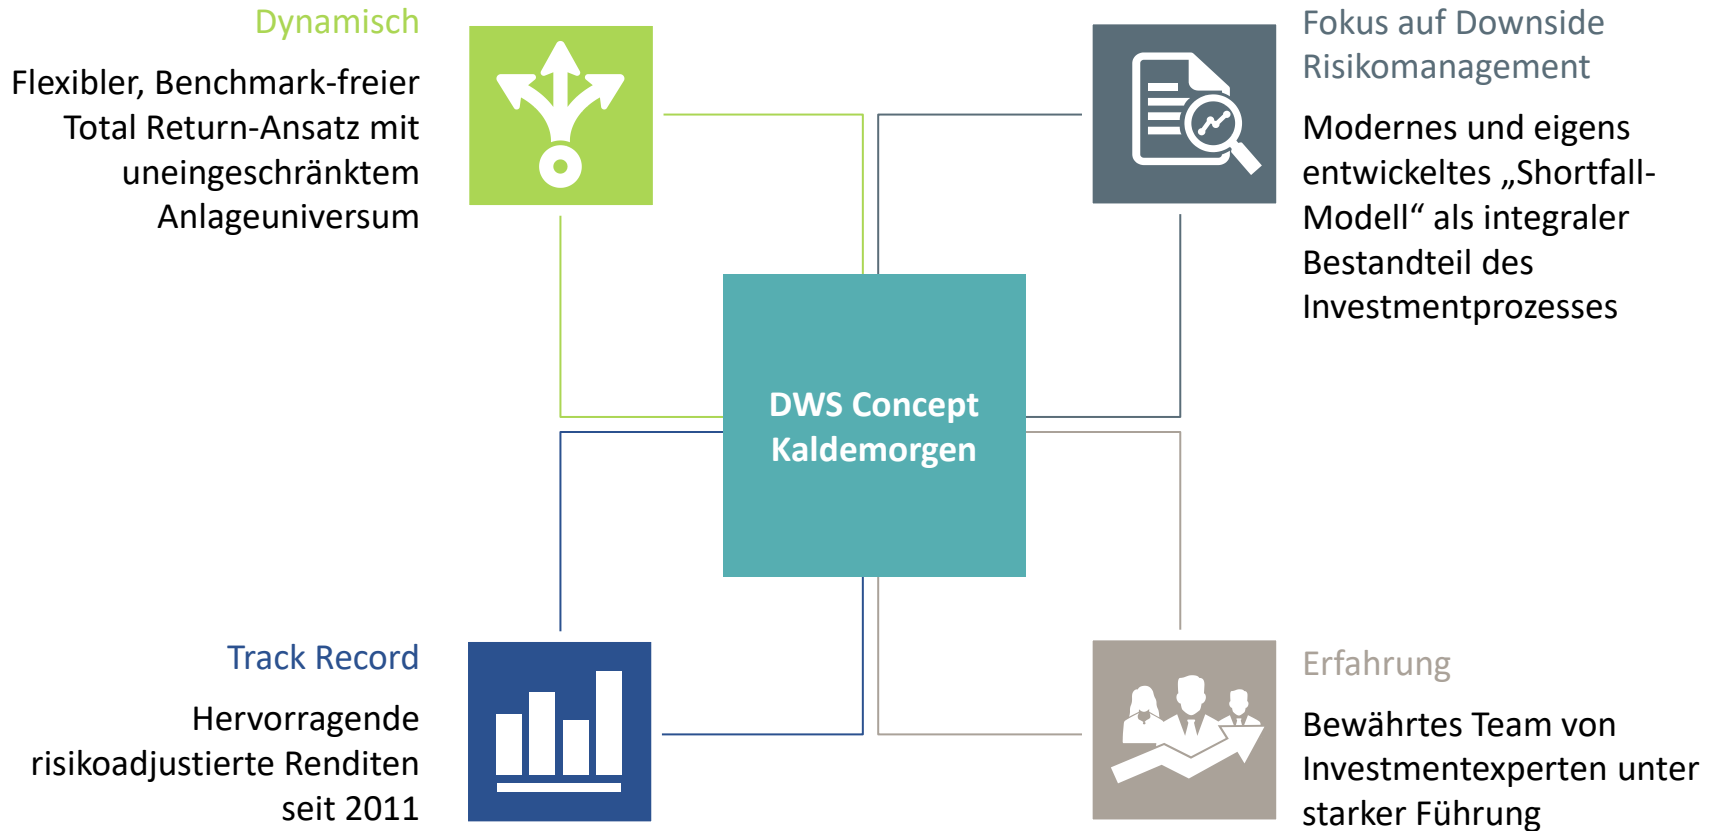 Dynamisch
Flexibler, Benchmark-freier
Total Return-Ansatz mit
uneingeschränktem
Anlageuniversum
Fokus auf Downside
Risikomanagement
Modernes und eigens
entwickeltes „Shortfall-
Modell“ als integraler
Bestandteil des
Investmentprozesses
DWS Concept
Kaldemorgen
Track Record
Hervorragende
risikoadjustierte Renditen
seit 2011
Erfahrung
Bewährtes Team von
Investmentexperten unter
starker Führung